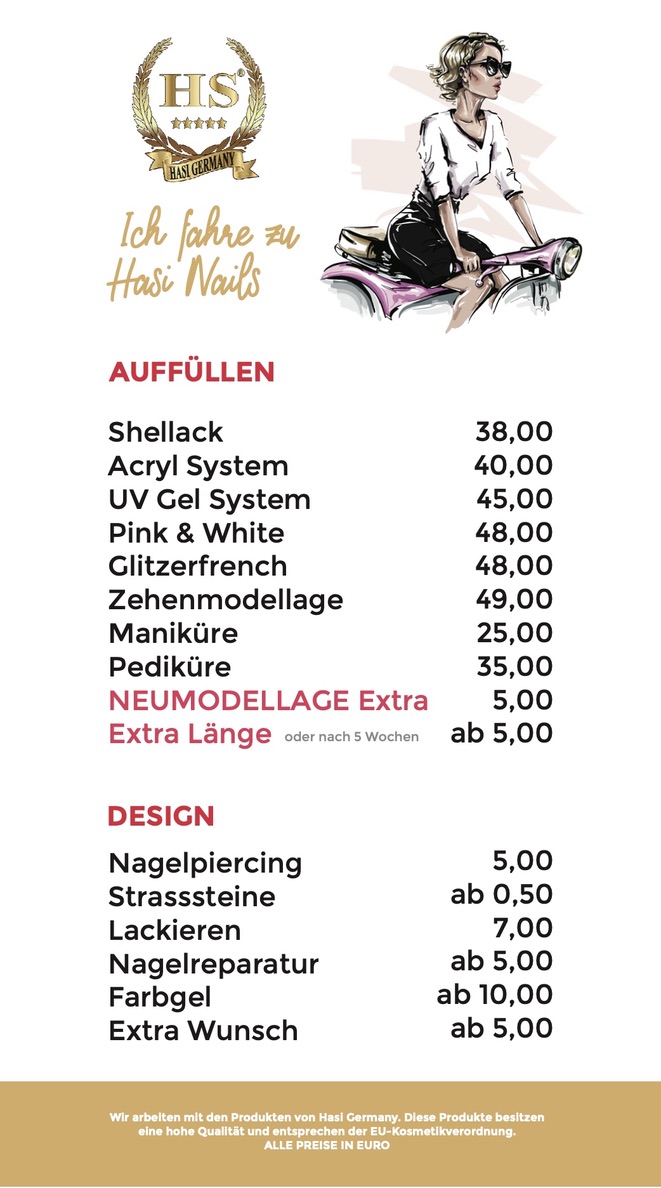 HS®
HASI GERMANY
Ich fahre zu
Hasi Nails
AUFFÜLLEN
Shellack 38,00
Acryl System 40,00
UV Gel System 45,00
Pink & White 48,00
Glitzerfrench 48,00
Zehenmodellage 49,00
Maniküre 25,00
Pediküre 35,00
NEUMODELLAGE Extra 5,00
Extra Länge oder nach 5 Wochen ab 5,00
DESIGN
Nagelpiercing 5,00
Strasssteine ab 0,50
Lackieren 7,00
Nagelreparatur ab 5,00
Farbgel ab 10,00
Extra Wunsch ab 5,00
Wir arbeiten mit den Produkten von Hasi Germany. Diese Produkte besitzen
eine hohe Qualität und entsprechen der EU-Kosmetikverordnung.
ALLE PREISE IN EURO